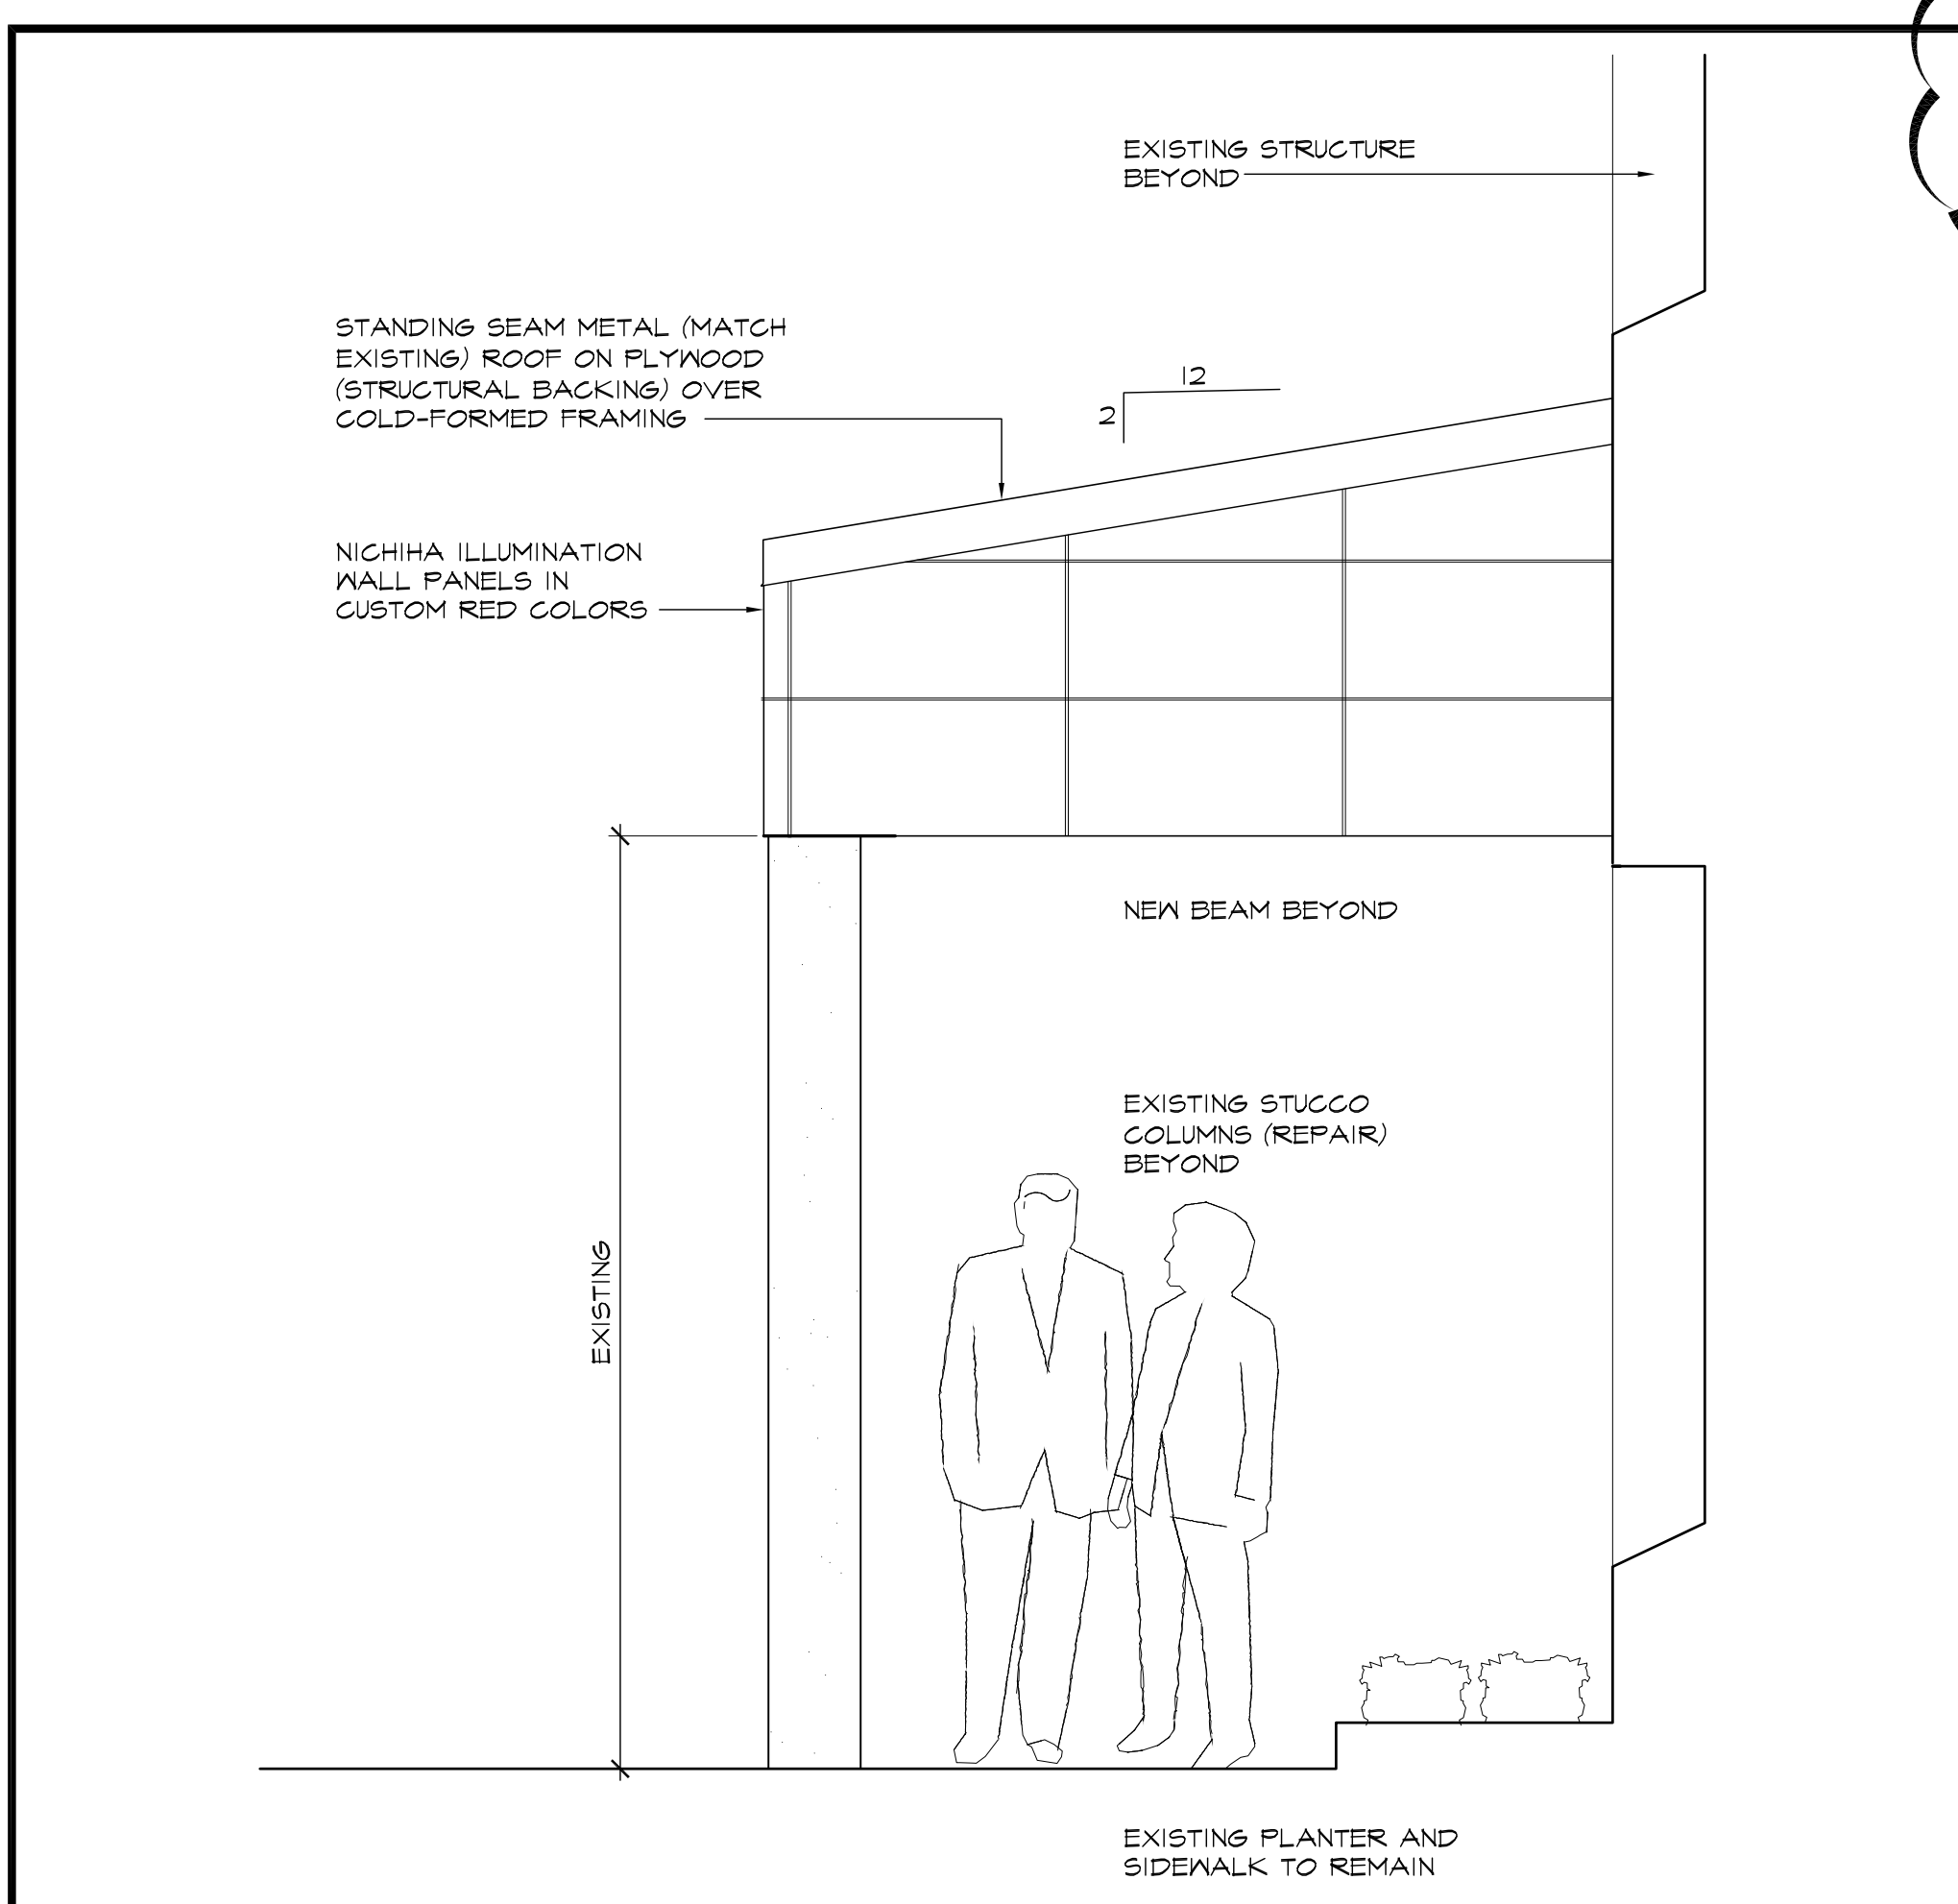 EXISTING STRUCTURE
BEYOND
STANDING SEAM METAL (MATCH
EXISTING) ROOF ON PLYWOOD
(STRUCTURAL BACKING) OVER
COLD-FORMED FRAMING
12
2
NICHIHA ILLUMINATION
WALL PANELS IN
CUSTOM RED COLORS
NEW BEAM BEYOND
EXISTING STUCCO
COLUMNS (REPAIR)
BEYOND
EXISTING
EXISTING PLANTER AND
SIDEWALK TO REMAIN